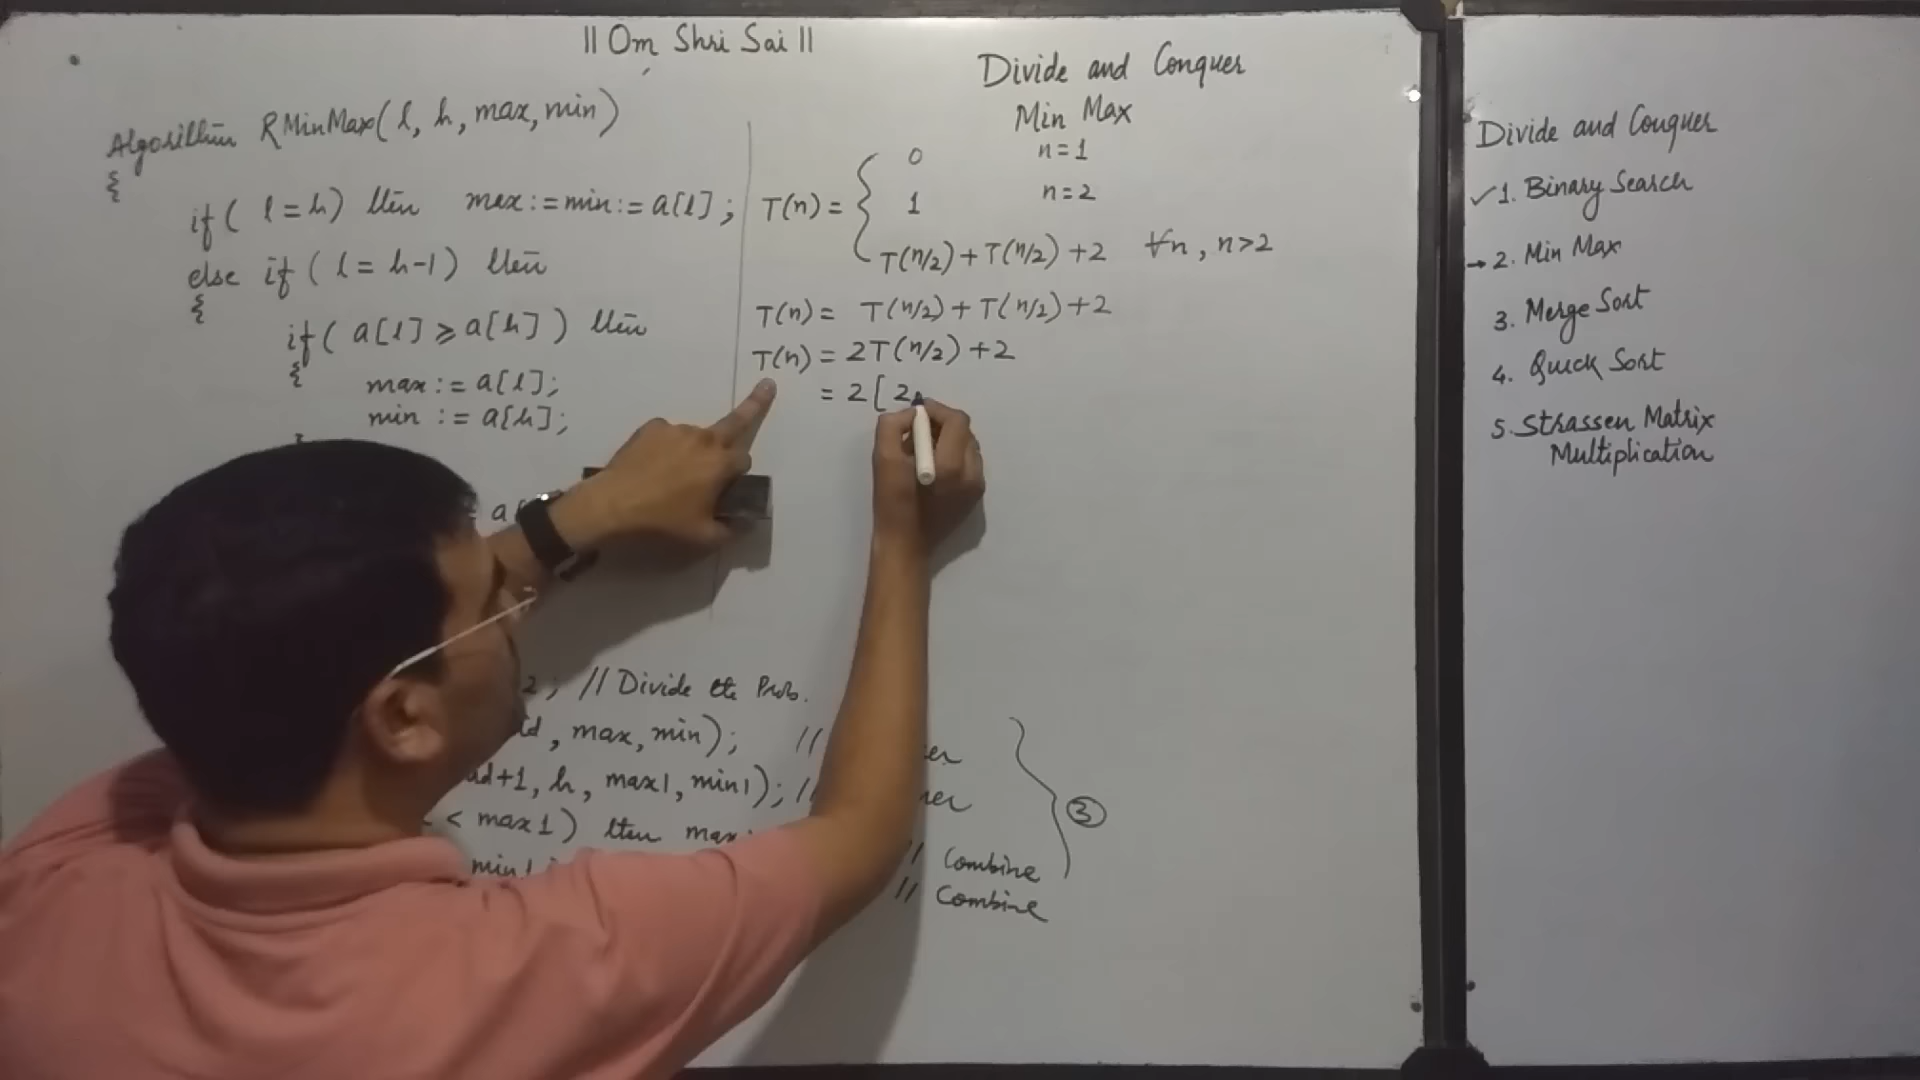 || Om Shri Sai ||
Algorithm RMinMax(l, h, max, min)
{
if( l = h) then max := min := a[l];
else if( l = h-1) then
{
if( a[l] ⩾ a[h] ) then
{
max := a[l];
min := a[h];
}
a[
2; // Divide the Prob.
id, max, min); //
id+1, h, max1, min1); //
< max1) then max
min1
// Combine
// Combine
3
Divide and Conquer
Min Max
T(n) = { 0 n=1
1 n=2
T(n/2) + T(n/2) + 2 ∀n, n>2
T(n) = T(n/2) + T(n/2) + 2
T(n) = 2T(n/2) + 2
= 2[ 2
Divide and Conquer
✓1. Binary Search
→ 2. Min Max
3. Merge Sort
4. Quick Sort
5. Strassen Matrix
Multiplication